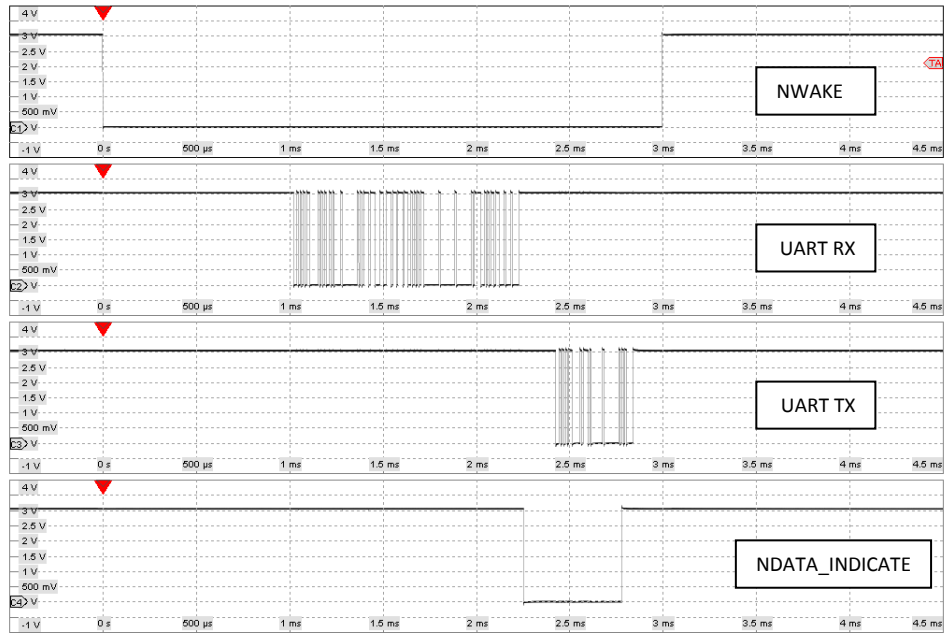 4 V
3 V
2.5 V
2 V
TA
1.5 V
NWAKE
1 V
500 mV
C1 V
-1 V 0 s 500 µs 1 ms 1.5 ms 2 ms 2.5 ms 3 ms 3.5 ms 4 ms 4.5 ms
4 V
3 V
2.5 V
2 V
UART RX
1.5 V
1 V
500 mV
C2 V
-1 V 0 s 500 µs 1 ms 1.5 ms 2 ms 2.5 ms 3 ms 3.5 ms 4 ms 4.5 ms
4 V
3 V
2.5 V
2 V
UART TX
1.5 V
1 V
500 mV
C3 V
-1 V 0 s 500 µs 1 ms 1.5 ms 2 ms 2.5 ms 3 ms 3.5 ms 4 ms 4.5 ms
4 V
3 V
2.5 V
2 V
NDATA_INDICATE
1.5 V
1 V
500 mV
C4 V
-1 V 0 s 500 µs 1 ms 1.5 ms 2 ms 2.5 ms 3 ms 3.5 ms 4 ms 4.5 ms